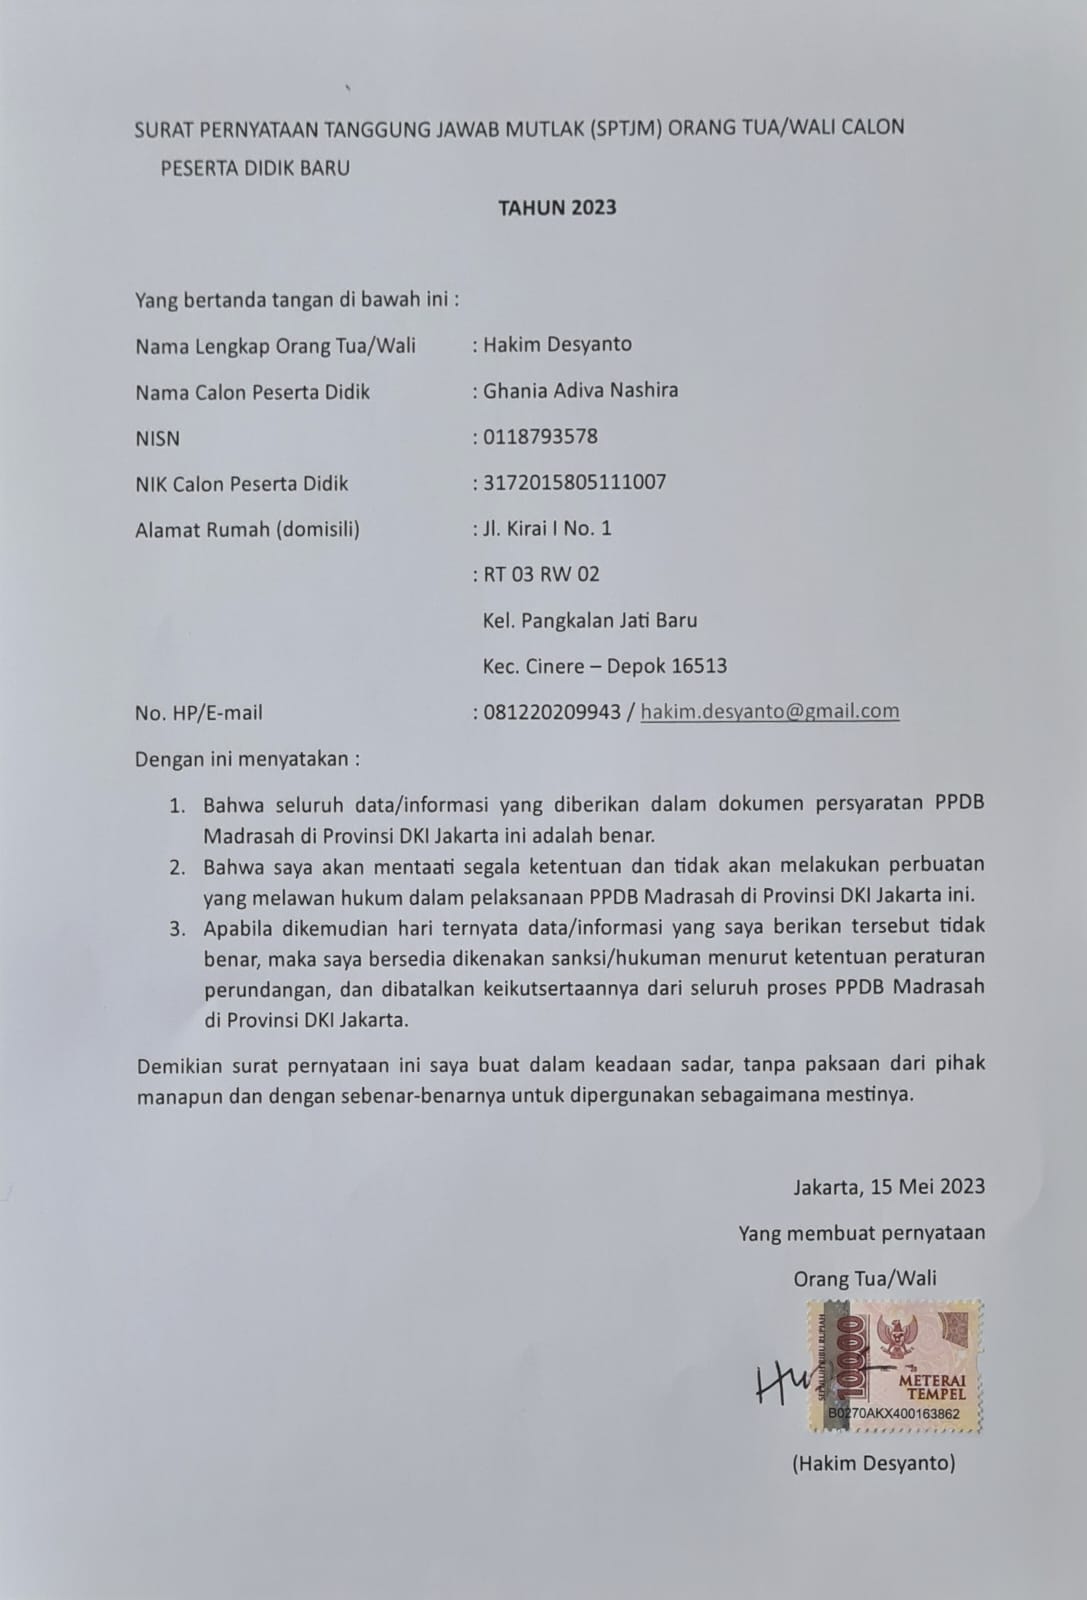 SURAT PERNYATAAN TANGGUNG JAWAB MUTLAK (SPTJM) ORANG TUA/WALI CALON
PESERTA DIDIK BARU
TAHUN 2023
Yang bertanda tangan di bawah ini :
Nama Lengkap Orang Tua/Wali : Hakim Desyanto
Nama Calon Peserta Didik : Ghania Adiva Nashira
NISN : 0118793578
NIK Calon Peserta Didik : 3172015805111007
Alamat Rumah (domisili) : Jl. Kirai I No. 1
: RT 03 RW 02
Kel. Pangkalan Jati Baru
Kec. Cinere – Depok 16513
No. HP/E-mail : 081220209943 / hakim.desyanto@gmail.com
Dengan ini menyatakan :
1. Bahwa seluruh data/informasi yang diberikan dalam dokumen persyaratan PPDB
Madrasah di Provinsi DKI Jakarta ini adalah benar.
2. Bahwa saya akan mentaati segala ketentuan dan tidak akan melakukan perbuatan
yang melawan hukum dalam pelaksanaan PPDB Madrasah di Provinsi DKI Jakarta ini.
3. Apabila dikemudian hari ternyata data/informasi yang saya berikan tersebut tidak
benar, maka saya bersedia dikenakan sanksi/hukuman menurut ketentuan peraturan
perundangan, dan dibatalkan keikutsertaannya dari seluruh proses PPDB Madrasah
di Provinsi DKI Jakarta.
Demikian surat pernyataan ini saya buat dalam keadaan sadar, tanpa paksaan dari pihak
manapun dan dengan sebenar-benarnya untuk dipergunakan sebagaimana mestinya.
Jakarta, 15 Mei 2023
Yang membuat pernyataan
Orang Tua/Wali
SEPULUH RIBU RUPIAH
10000
METERAI
TEMPEL
B0270AKX400163862
(Hakim Desyanto)